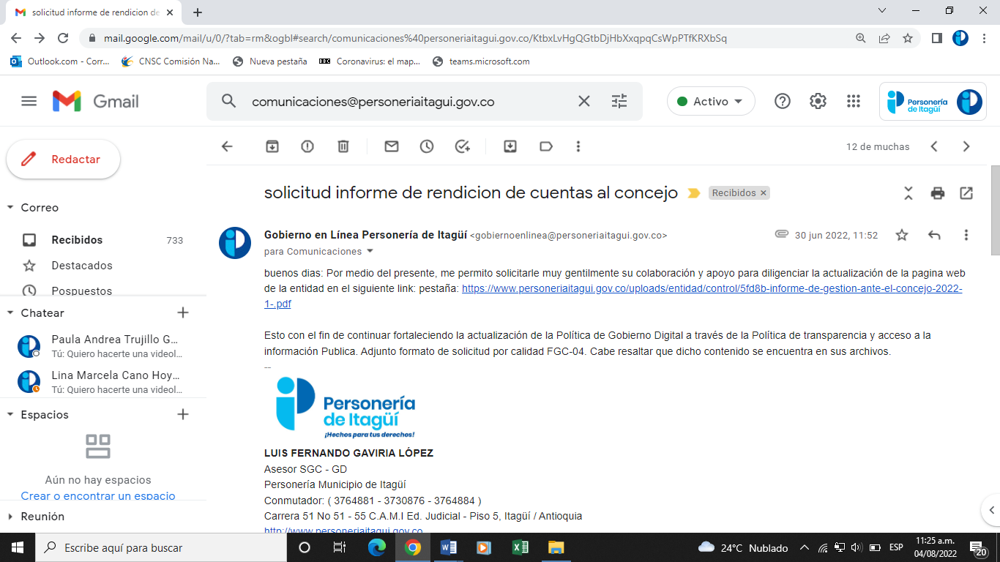 solicitud informe de rendicion de
mail.google.com/mail/u/0/?tab=rm&ogbl#search/comunicaciones%40personeriaitagui.gov.co/KtbxLvHgQGtbDjHbXxqpqCsWpPTfKRXbSq
Outlook.com - Corr... CNSC Comisión Na... Nueva pestaña Coronavirus: el map... teams.microsoft.com
Gmail
comunicaciones@personeriaitagui.gov.co
Activo
Personería
de Itagüí
Redactar
12 de muchas
solicitud informe de rendicion de cuentas al concejo
Recibidos
Correo
Recibidos 733
Destacados
Pospuestos
Gobierno en Línea Personería de Itagüí <gobiernoenlinea@personeriaitagui.gov.co>
30 jun 2022, 11:52
para Comunicaciones
buenos dias: Por medio del presente, me permito solicitarle muy gentilmente su colaboración y apoyo para diligenciar la actualización de la pagina web
de la entidad en el siguiente link: pestaña: https://www.personeriaitagui.gov.co/uploads/entidad/control/5fd8b-informe-de-gestion-ante-el-concejo-2022-
1-.pdf
Esto con el fin de continuar fortaleciendo la actualización de la Política de Gobierno Digital a través de la Política de transparencia y acceso a la
información Publica. Adjunto formato de solicitud por calidad FGC-04. Cabe resaltar que dicho contenido se encuentra en sus archivos.
--
Personería
de Itagüí
¡Hechos para tus derechos!
LUIS FERNANDO GAVIRIA LÓPEZ
Asesor SGC - GD
Personería Municipio de Itagüí
Conmutador: ( 3764881 - 3730876 - 3764884 )
Carrera 51 No 51 - 55 C.A.M.I Ed. Judicial - Piso 5, Itagüí / Antioquia
http://www.personeriaitagui.gov.co
Chatear
Paula Andrea Trujillo G...
Tú: Quiero hacerte una videol...
Lina Marcela Cano Hoy...
Tú: Quiero hacerte una videol...
Espacios
Aún no hay espacios
Crear o encontrar un espacio
Reunión
Escribe aquí para buscar
24°C Nublado
ESP
11:25 a.m.
04/08/2022
20